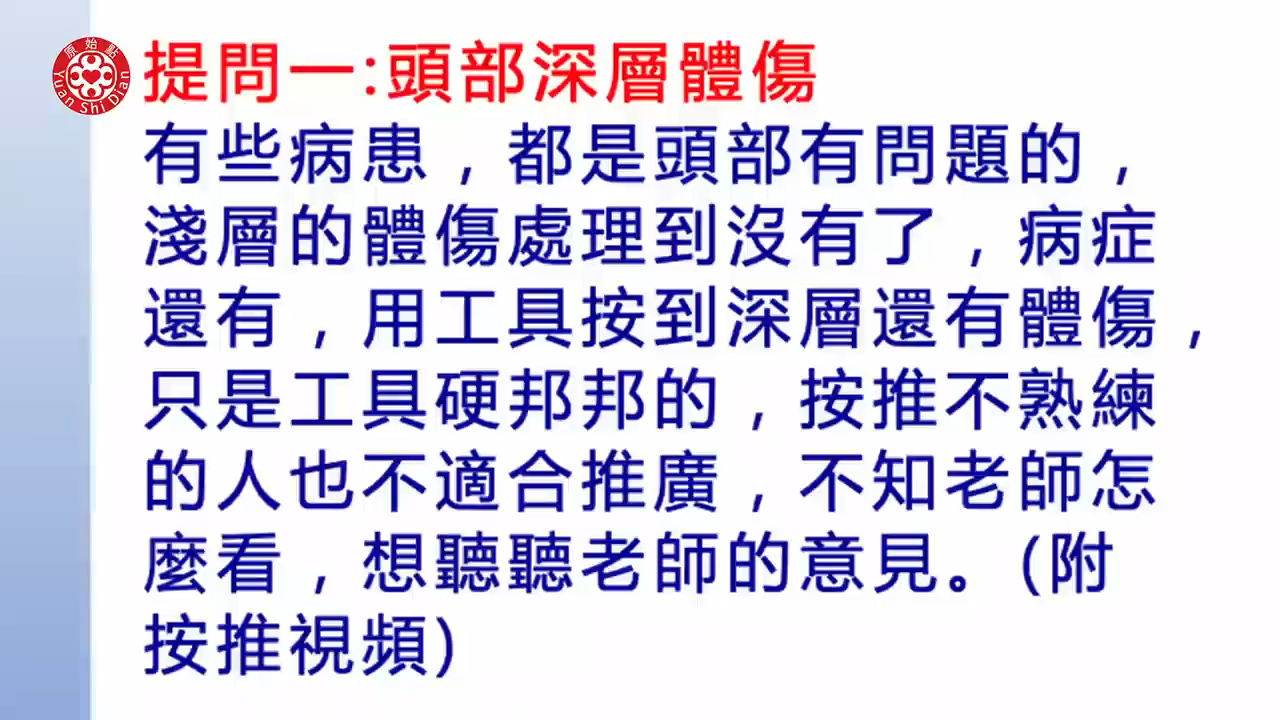 原始點
Yuan Shi Dian
提問一:頭部深層體傷
有些病患，都是頭部有問題的，
淺層的體傷處理到沒有了，病症
還有，用工具按到深層還有體傷，
只是工具硬邦邦的，按推不熟練
的人也不適合推廣，不知老師怎
麼看，想聽聽老師的意見。(附
按推視頻)